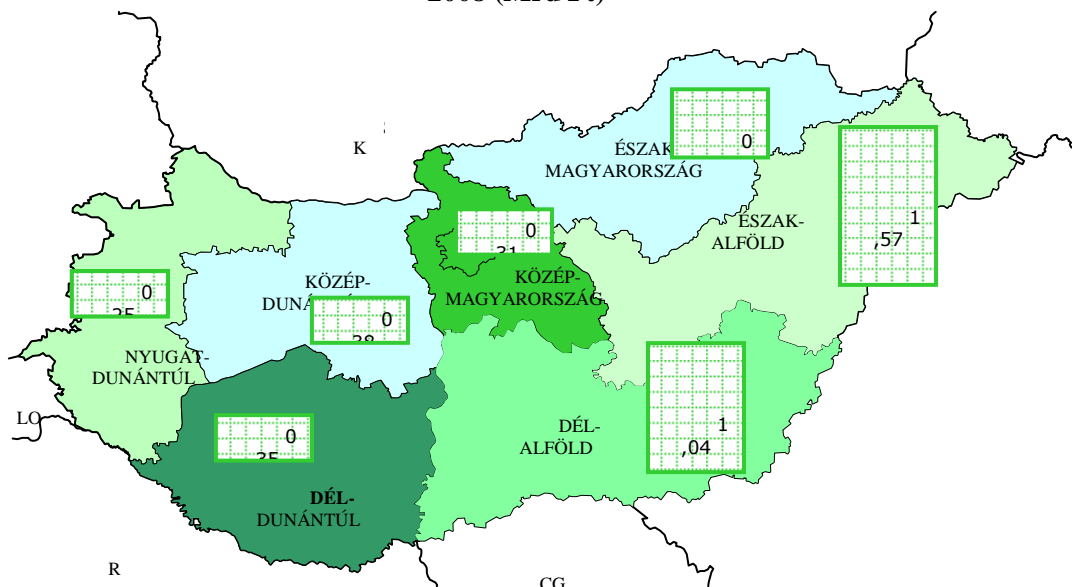 K
ÉSZAK
MAGYARORSZÁG
0
1
,57
ÉSZAK-
ALFÖLD
0
KÖZÉP-
MAGYARORSZÁG
KÖZÉP-
0
0
NYUGAT-
DUNÁNTÚL
LO
0
DÉL-
ALFÖLD
1
,04
DÉL-
DUNÁNTÚL
R
CG